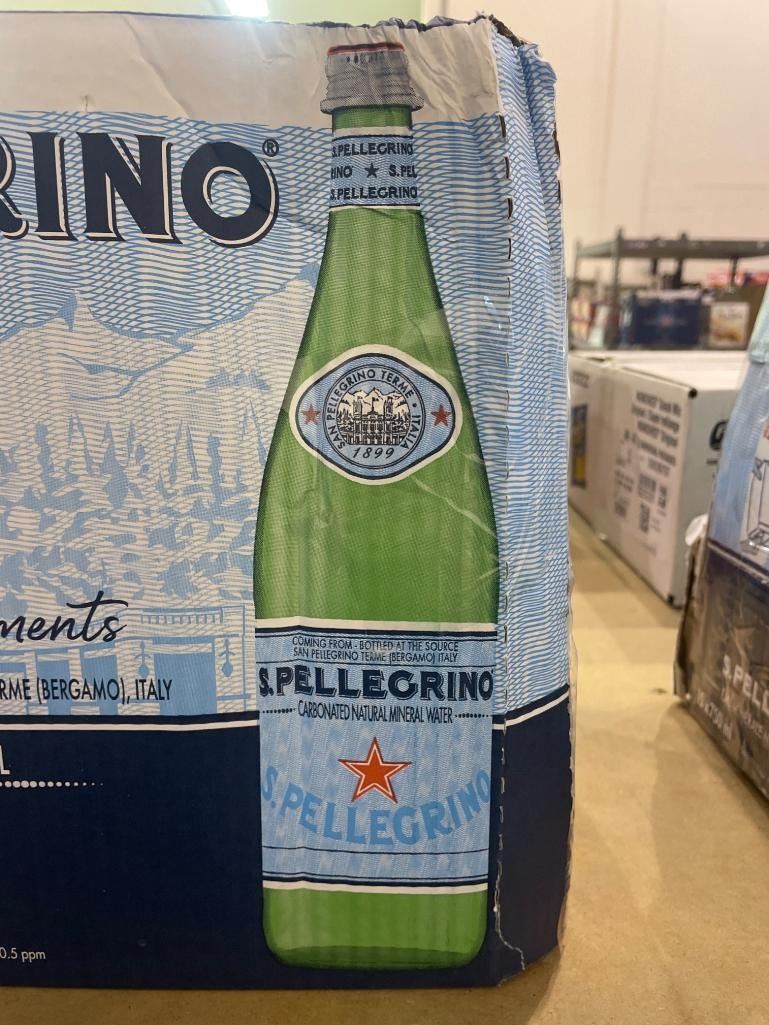 RINO®
S.PELLEGRINO
INO ★ S.PEL
S.PELLEGRINO
SAN PELLEGRINO TERME • ITALIA
1899
ments
RME (BERGAMO), ITALY
L
0.5 ppm
COMING FROM - BOTTLED AT THE SOURCE
SAN PELLEGRINO TERME (BERGAMO) ITALY
S.PELLEGRINO
CARBONATED NATURAL MINERAL WATER
S.PELLEGRINO
S.PELL